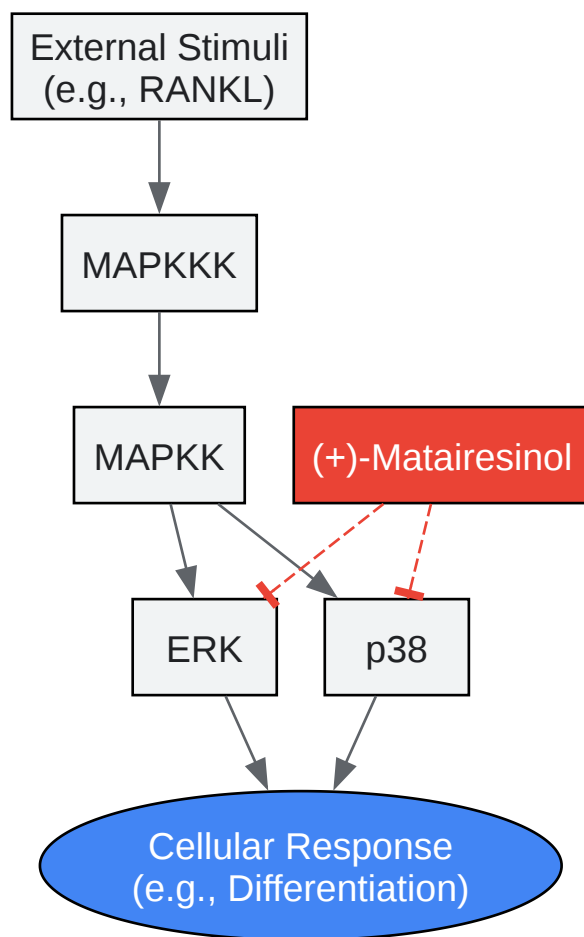 External Stimuli
(e.g., RANKL)
MAPKKK
MAPKK
(+)-Matairesinol
ERK
p38
Cellular Response
(e.g., Differentiation)